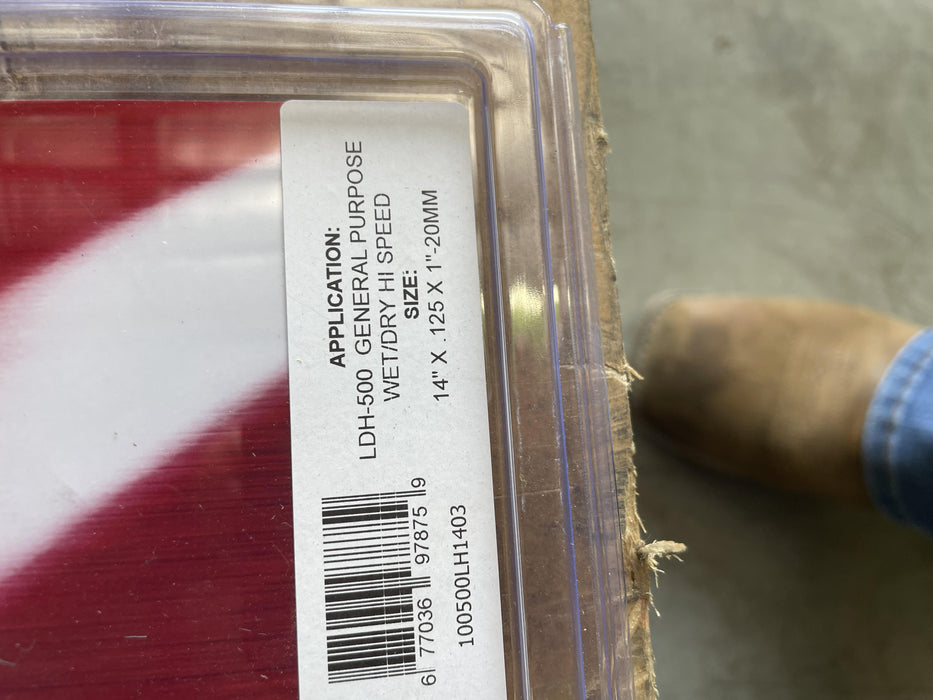 APPLICATION:
LDH-500 GENERAL PURPOSE
WET/DRY HI SPEED
SIZE:
14" X .125 X 1"-20MM
6 77036 97875 9
100500LH1403